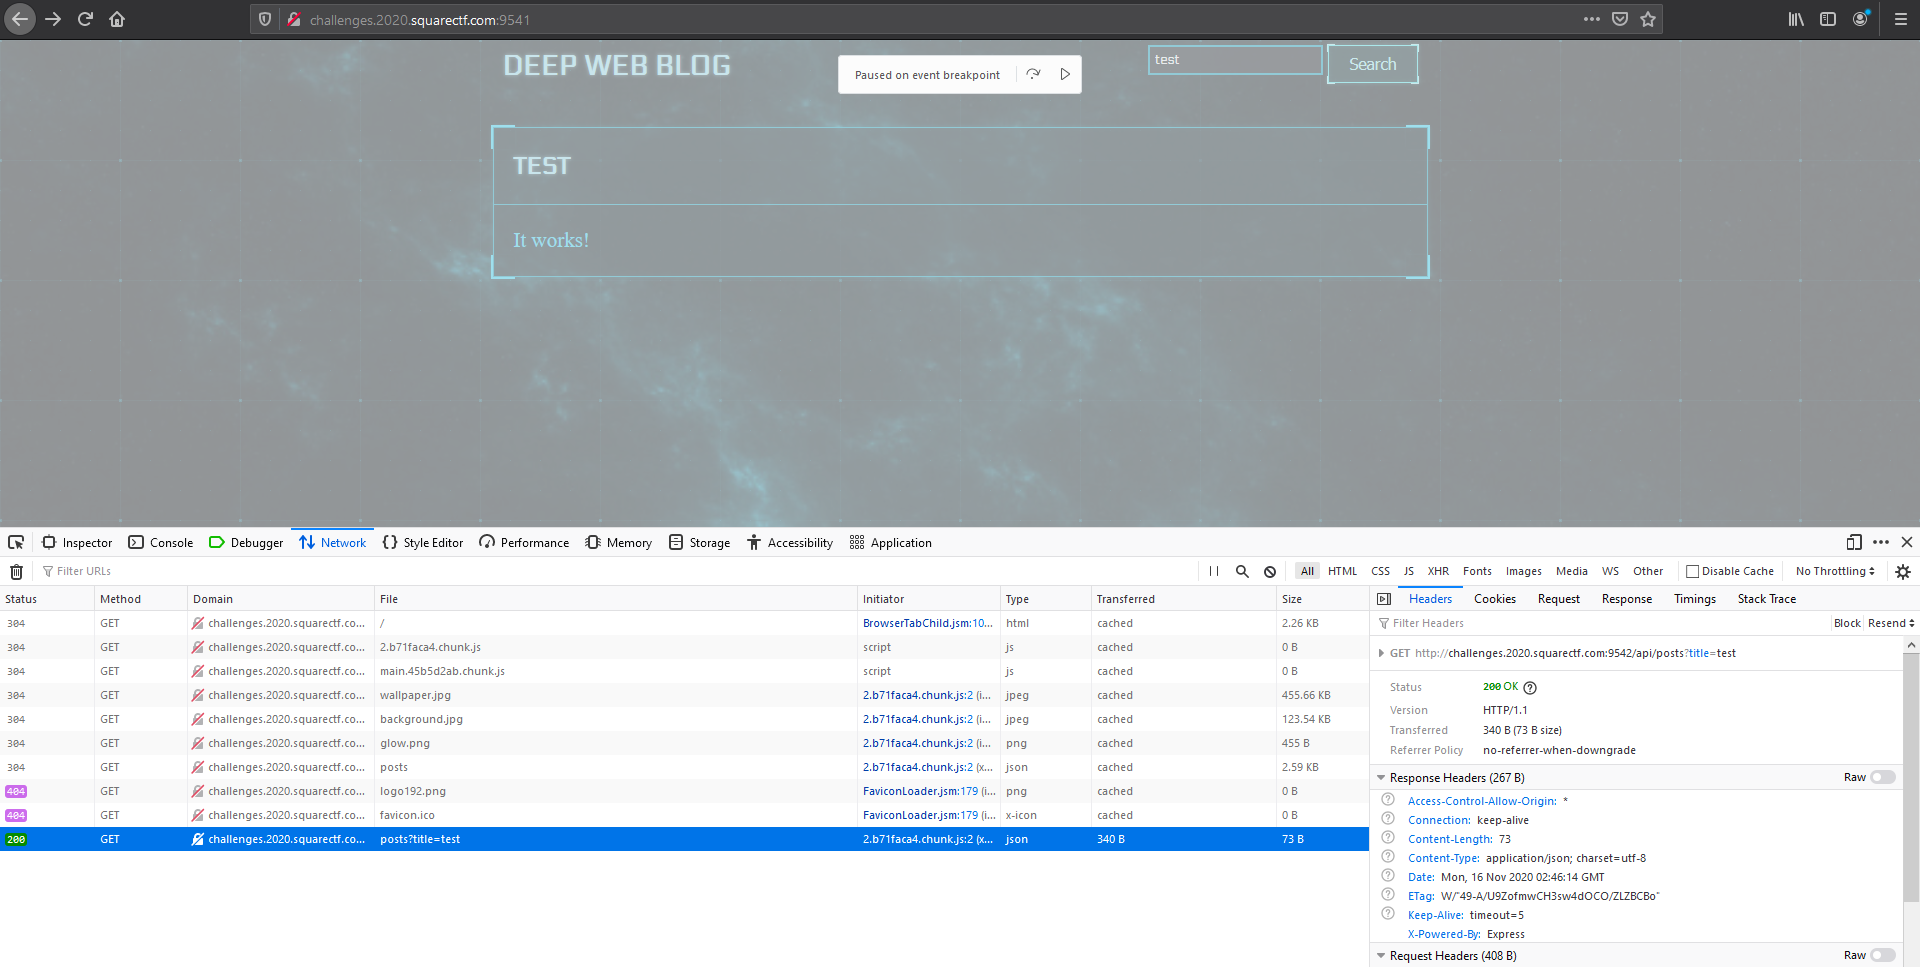 challenges.2020.squarectf.com:9541
DEEP WEB BLOG
Paused on event breakpoint
test
Search
TEST
It works!
Inspector Console Debugger Network Style Editor Performance Memory Storage Accessibility Application
Filter URLs
All HTML CSS JS XHR Fonts Images Media WS Other Disable Cache No Throttling
Status Method Domain File Initiator Type Transferred Size
304 GET challenges.2020.squarectf.co... / BrowserTabChild.jsm:10... html cached 2.26 KB
304 GET challenges.2020.squarectf.co... 2.b71faca4.chunk.js script js cached 0 B
304 GET challenges.2020.squarectf.co... main.45b5d2ab.chunk.js script js cached 0 B
304 GET challenges.2020.squarectf.co... wallpaper.jpg 2.b71faca4.chunk.js:2 (i... jpeg cached 455.66 KB
304 GET challenges.2020.squarectf.co... background.jpg 2.b71faca4.chunk.js:2 (i... jpeg cached 123.54 KB
304 GET challenges.2020.squarectf.co... glow.png 2.b71faca4.chunk.js:2 (i... png cached 455 B
304 GET challenges.2020.squarectf.co... posts 2.b71faca4.chunk.js:2 (x... json cached 2.59 KB
404 GET challenges.2020.squarectf.co... logo192.png FaviconLoader.jsm:179 (i... png cached 0 B
404 GET challenges.2020.squarectf.co... favicon.ico FaviconLoader.jsm:179 (i... x-icon cached 0 B
200 GET challenges.2020.squarectf.co... posts?title=test 2.b71faca4.chunk.js:2 (x... json 340 B 73 B
Headers Cookies Request Response Timings Stack Trace
Filter Headers Block Resend
GET http://challenges.2020.squarectf.com:9542/api/posts?title=test
Status 200 OK
Version HTTP/1.1
Transferred 340 B (73 B size)
Referrer Policy no-referrer-when-downgrade
Response Headers (267 B) Raw
Access-Control-Allow-Origin: *
Connection: keep-alive
Content-Length: 73
Content-Type: application/json; charset=utf-8
Date: Mon, 16 Nov 2020 02:46:14 GMT
ETag: W/"49-A/U9ZofmwCH3sw4dOCO/ZLZBCBo"
Keep-Alive: timeout=5
X-Powered-By: Express
Request Headers (408 B) Raw